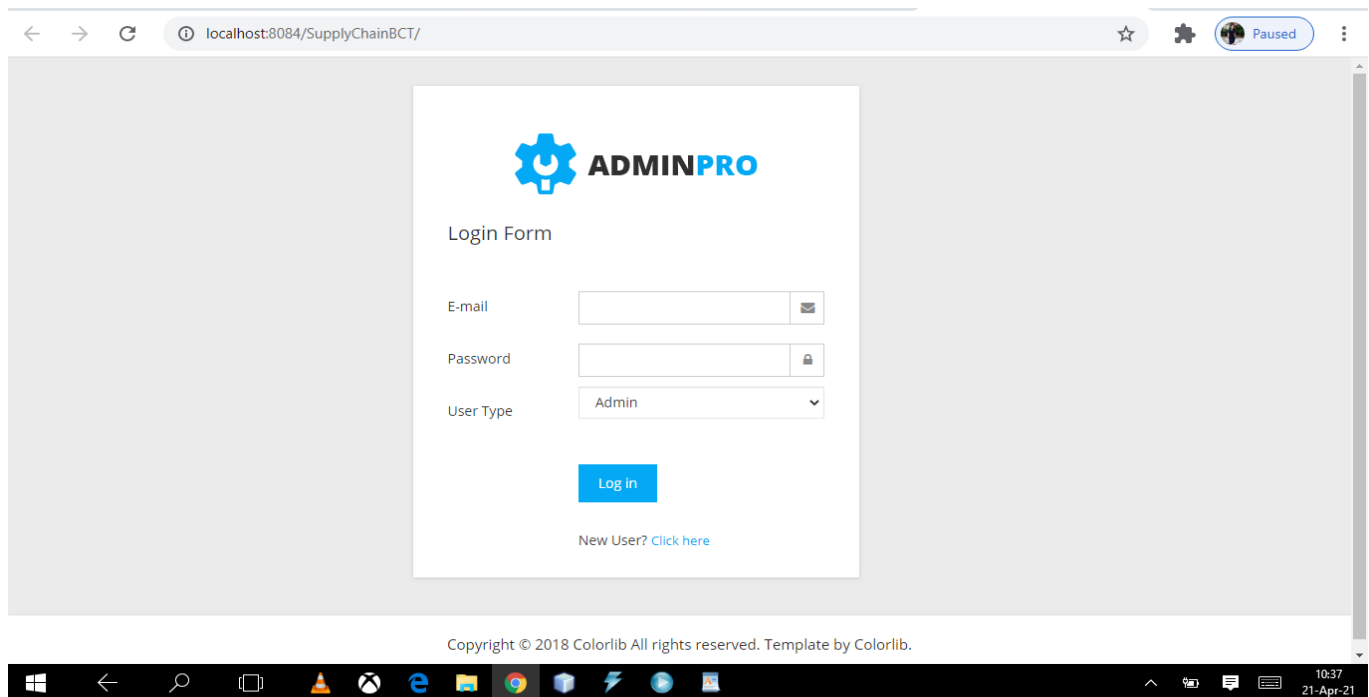 localhost:8084/SupplyChainBCT/
Paused
ADMINPRO
Login Form
E-mail
Password
User Type
Admin
Log in
New User? Click here
Copyright © 2018 Colorlib All rights reserved. Template by Colorlib.
10:37
21-Apr-21